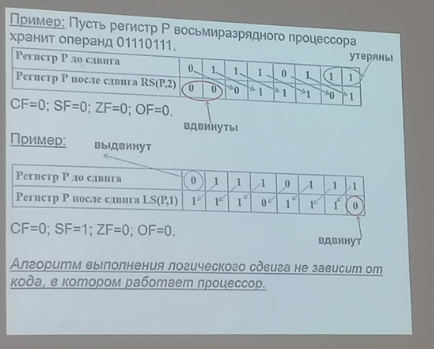 Пример: Пусть регистр P восьмиразрядного процессора
хранит операнд 01110111.
утеряны
Регистр P до сдвига 0 1 1 1 0 1 1 1
Регистр P после сдвига RS(P,2) 0 0 0 1 1 1 0 1
CF=0; SF=0; ZF=0; OF=0.
вдвинуты
Пример:
выдвинут
Регистр P до сдвига 0 1 1 1 0 1 1 1
Регистр P после сдвига LS(P,1) 1 1 1 0 1 1 1 0
CF=0; SF=1; ZF=0; OF=0.
вдвинут
Алгоритм выполнения логического сдвига не зависит от
кода, в котором работает процессор.